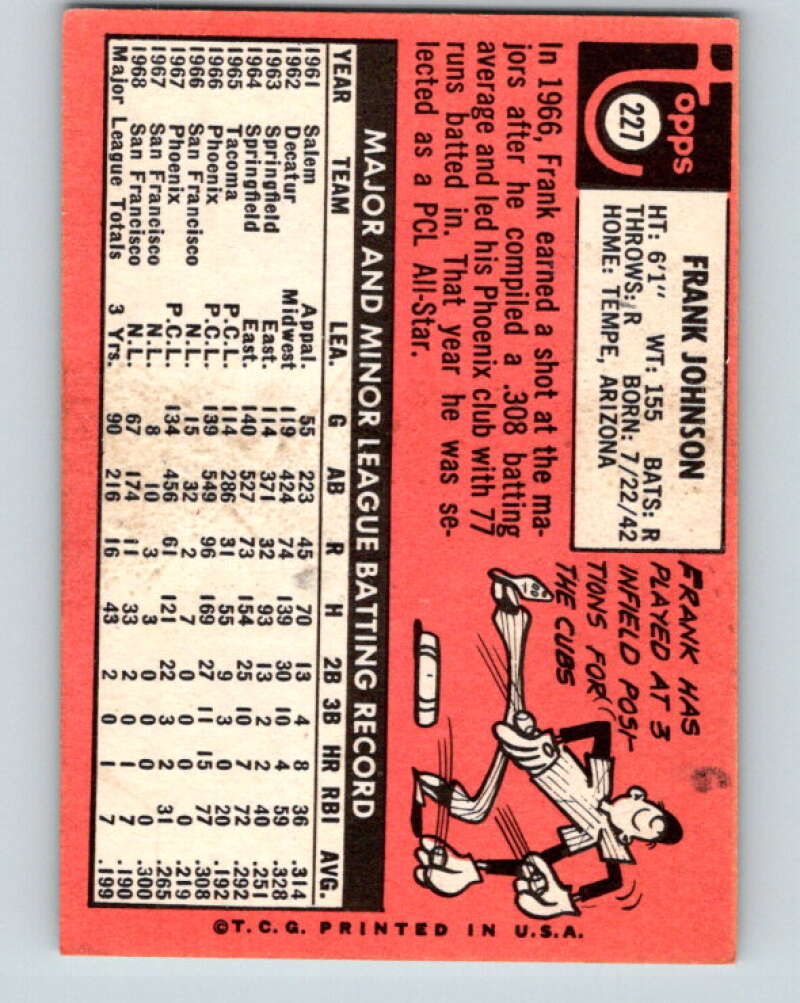 Topps
227
FRANK JOHNSON
HT: 6'1" WT: 155 BATS: R
THROWS: R BORN: 7/22/42
HOME: TEMPE, ARIZONA
In 1966, Frank earned a shot at the ma-
jors after he compiled a .308 batting
average and led his Phoenix club with 77
runs batted in. That year he was se-
lected as a PCL All-Star.
FRANK HAS
PLAYED AT 3
INFIELD POSI-
TIONS FOR
THE CUBS
MAJOR AND MINOR LEAGUE BATTING RECORD
YEAR TEAM LEA. G AB R H 2B 3B HR RBI AVG.
1961 Salem Appal. 55 223 45 70 13 4 8 36 .314
1962 Decatur Midwest 119 424 74 139 30 10 4 59 .328
1963 Springfield East. 114 371 32 93 13 2 2 40 .251
1964 Springfield East. 140 527 73 154 25 10 7 72 .292
1965 Tacoma P.C.L. 114 286 31 55 9 3 0 20 .192
1966 Phoenix P.C.L. 139 549 96 169 27 11 15 77 .308
1966 San Francisco N.L. 15 32 2 7 0 0 0 0 .219
1967 Phoenix P.C.L. 134 456 61 121 22 3 2 31 .265
1967 San Francisco N.L. 8 10 3 3 0 0 0 0 .300
1968 San Francisco N.L. 67 174 11 33 2 0 1 7 .190
Major League Totals 3 Yrs. 90 216 16 43 2 0 1 7 .199
©T.C.G. PRINTED IN U.S.A.